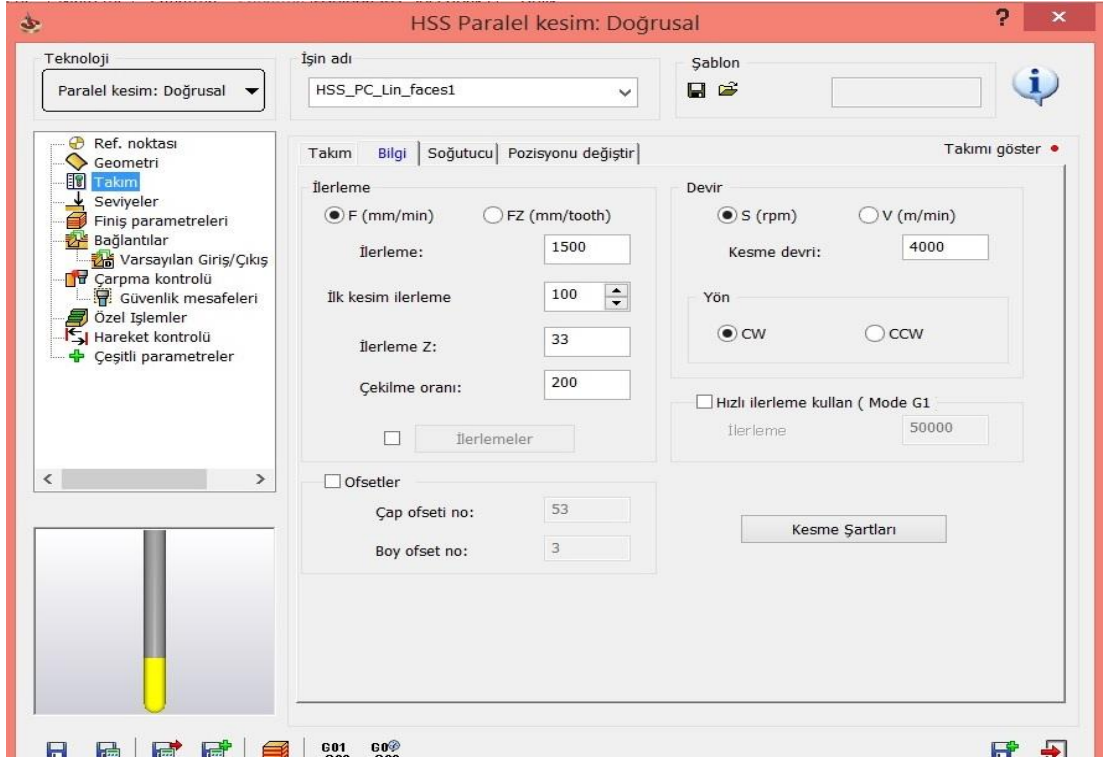 HSS Paralel kesim: Doğrusal
?
×
Teknoloji
Paralel kesim: Doğrusal
İşin adı
HSS_PC_Lin_faces1
Şablon
Ref. noktası
Geometri
Takım
Seviyeler
Finiş parametreleri
Bağlantılar
Varsayılan Giriş/Çıkış
Çarpma kontrolü
Güvenlik mesafeleri
Özel İşlemler
Hareket kontrolü
Çeşitli parametreler
Takım Bilgi Soğutucu Pozisyonu değiştir
Takımı göster
İlerleme
F (mm/min) FZ (mm/tooth)
İlerleme: 1500
İlk kesim ilerleme 100
İlerleme Z: 33
Çekilme oranı: 200
İlerlemeler
Ofsetler
Çap ofseti no: 53
Boy ofset no: 3
Devir
S (rpm) V (m/min)
Kesme devri: 4000
Yön
CW CCW
Hızlı ilerleme kullan ( Mode G1
İlerleme 50000
Kesme Şartları
G01 G0